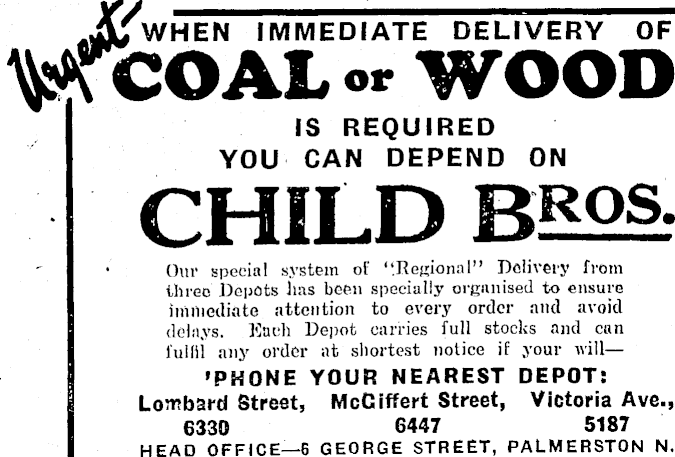 Urgent—
WHEN IMMEDIATE DELIVERY OF
COAL or WOOD
IS REQUIRED
YOU CAN DEPEND ON
CHILD BROS.
Our special system of "Regional" Delivery from
three Depots has been specially organised to ensure
immediate attention to every order and avoid
delays. Each Depot carries full stocks and can
fulfil any order at shortest notice if your will—
'PHONE YOUR NEAREST DEPOT:
Lombard Street, McGiffert Street, Victoria Ave.,
6330 6447 5187
HEAD OFFICE—6 GEORGE STREET, PALMERSTON N.